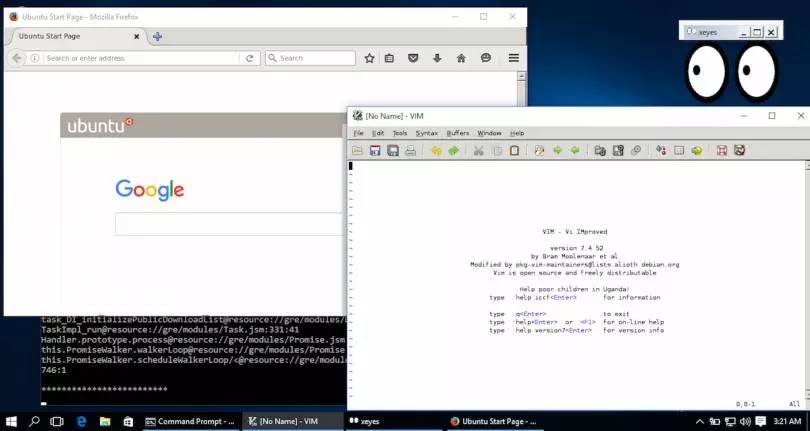 Ubuntu Start Page - Mozilla Firefox
Ubuntu Start Page
Search or enter address
Search
ubuntu
Google
xeyes
[No Name] - VIM
File Edit Tools Syntax Buffers Window Help
VIM - Vi IMproved
version 7.4.52
by Bram Moolenaar et al.
Modified by pkg-vim-maintainers@lists.alioth.debian.org
Vim is open source and freely distributable
Help poor children in Uganda!
type :help iccf<Enter> for information
type :q<Enter> to exit
type :help<Enter> or <F1> for on-line help
type :help version7<Enter> for version info
0,0-1 All
task_DI_initializePublicDownloadList@resource://gre/modules/
TaskImpl_run@resource://gre/modules/Task.jsm:331:41
Handler.prototype.process@resource://gre/modules/Promise.jsm
this.PromiseWalker.walkerLoop@resource://gre/modules/Promise
this.PromiseWalker.scheduleWalkerLoop/<@resource://gre/modules
746:1
*************************
Command Prompt - ...
[No Name] - VIM
xeyes
Ubuntu Start Page - ...
3:21 AM